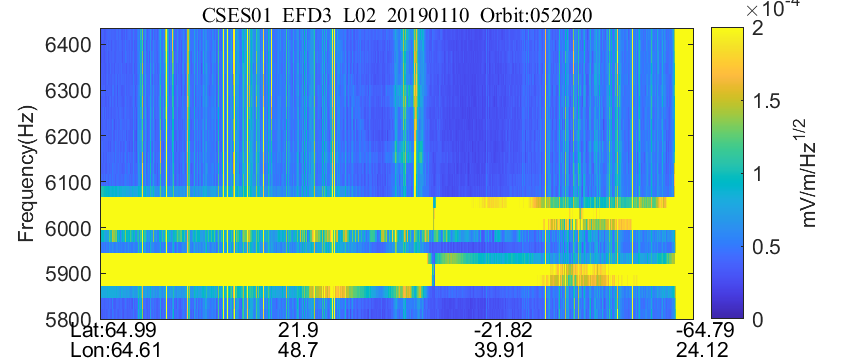 CSES01 EFD3 L02 20190110 Orbit:052020
×10⁻⁴
6400
6300
6200
6100
6000
5900
5800
Frequency(Hz)
2
1.5
1
0.5
0
mV/m/Hz^1/2
Lat:64.99 21.9 -21.82 -64.79
Lon:64.61 48.7 39.91 24.12